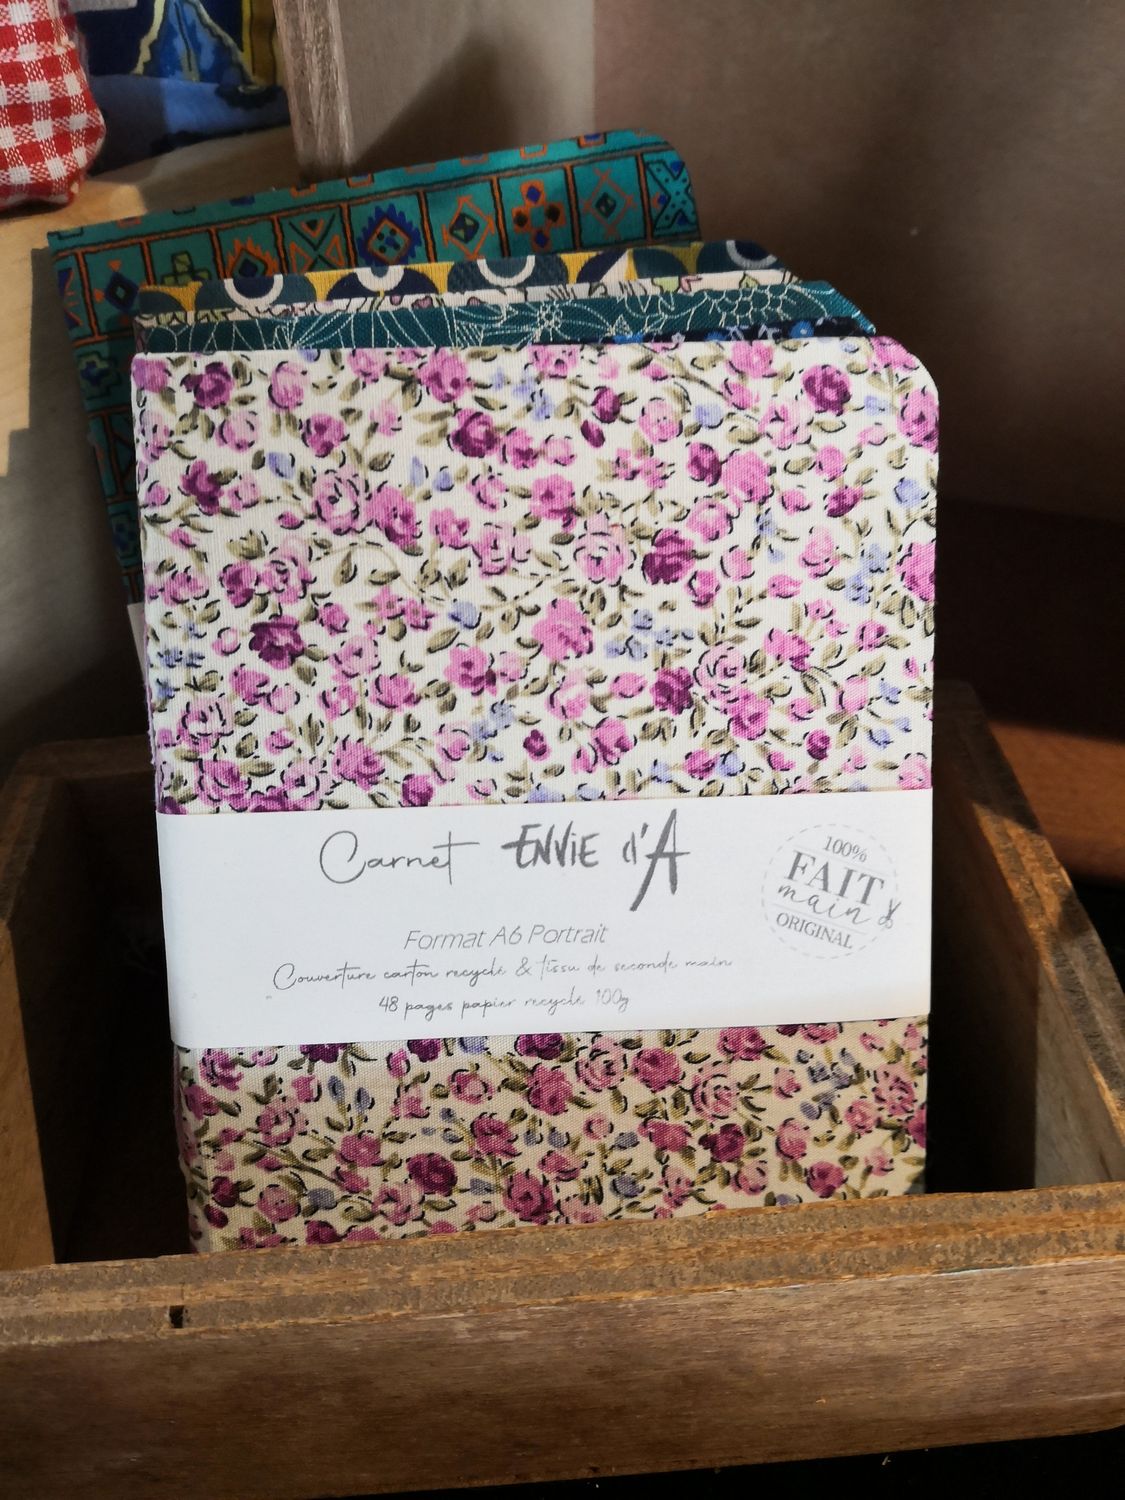 Carnet ENVIE d'A
Format A6 Portrait
Couverture carton recyclé & tissu de seconde main
48 pages papier recyclé 100g
100%
FAIT
main
ORIGINAL